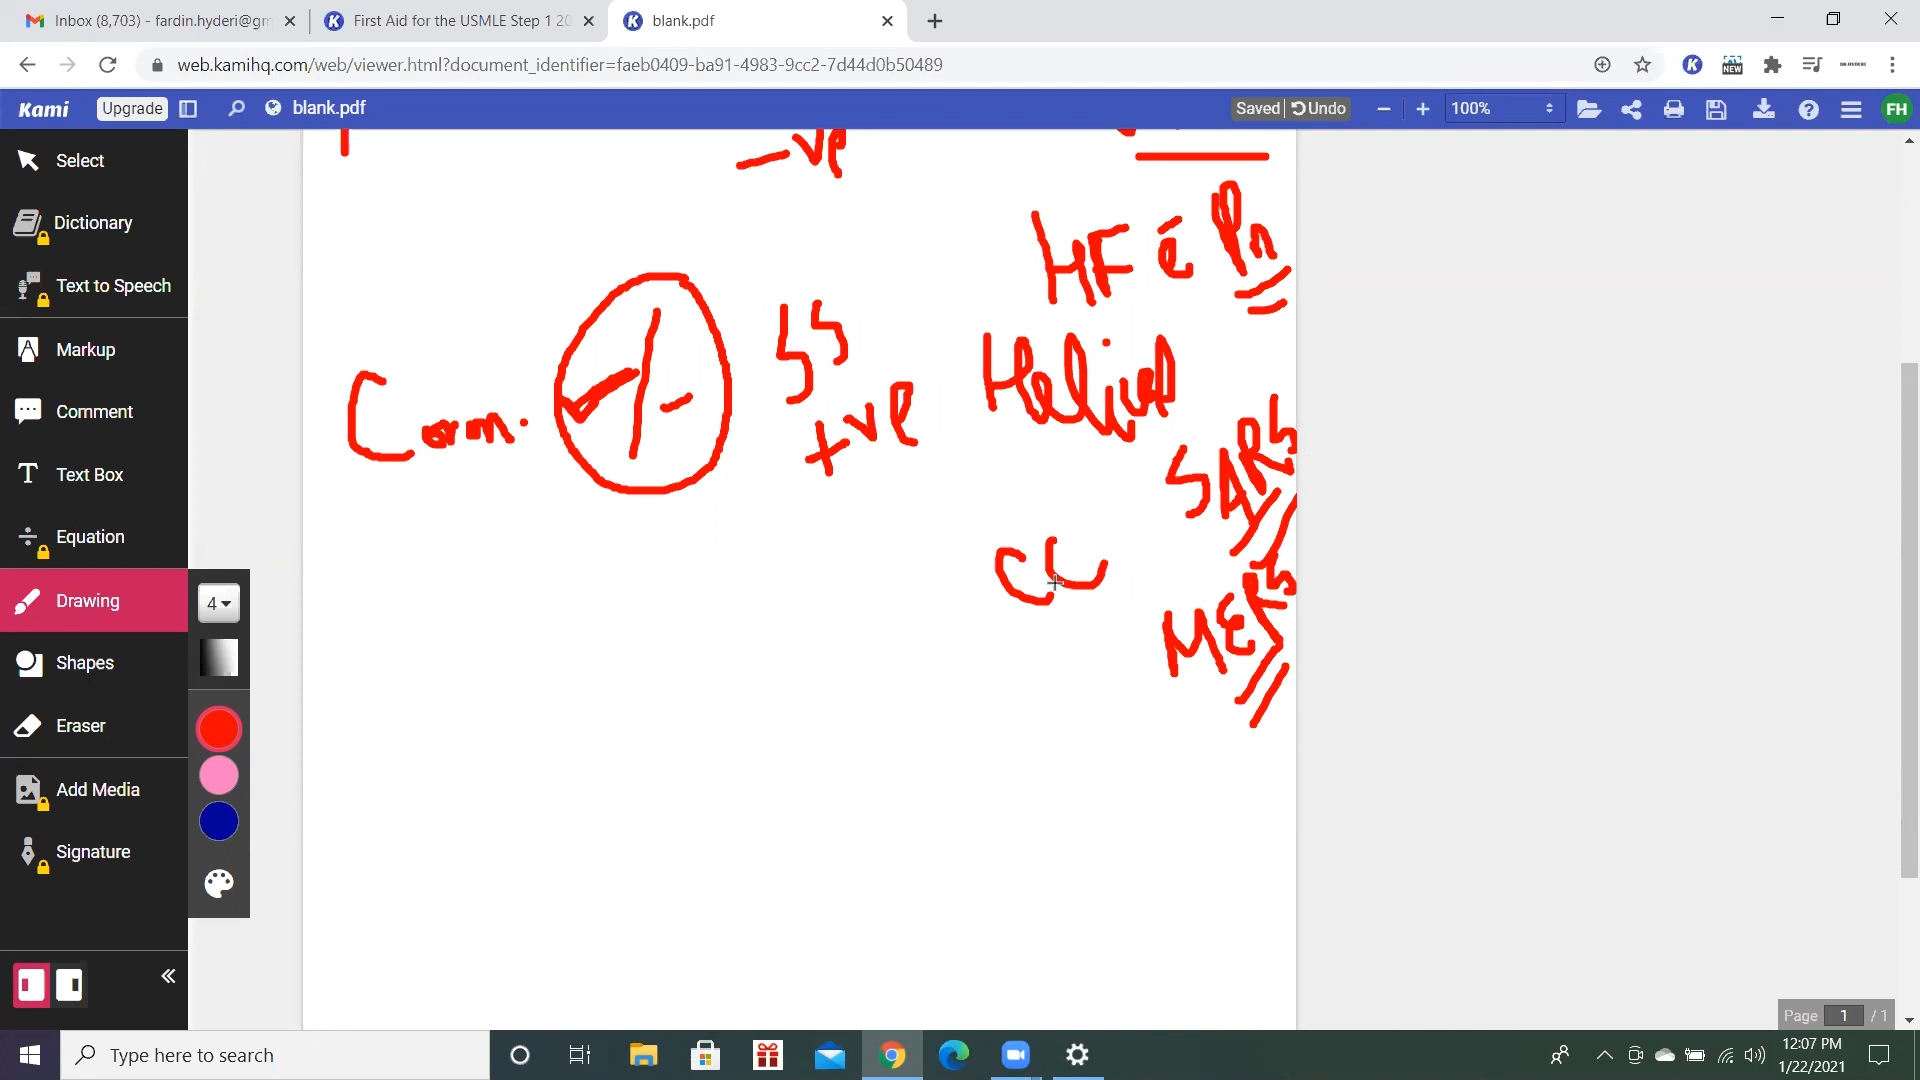 Inbox (8,703) - fardin.hyderi@gm
First Aid for the USMLE Step 1 20
blank.pdf
web.kamihq.com/web/viewer.html?document_identifier=faeb0409-ba91-4983-9cc2-7d44d0b50489
NEW
Kami
Upgrade
blank.pdf
Saved
Undo
100%
FH
Select
Dictionary
Text to Speech
Markup
Comment
Text Box
Equation
Drawing
4
Shapes
Eraser
Add Media
Signature
-ve
HF é Pn
Coron.
SS
+ve
Helical
SARS
CC
MERS
Page 1 / 1
Type here to search
12:07 PM
1/22/2021